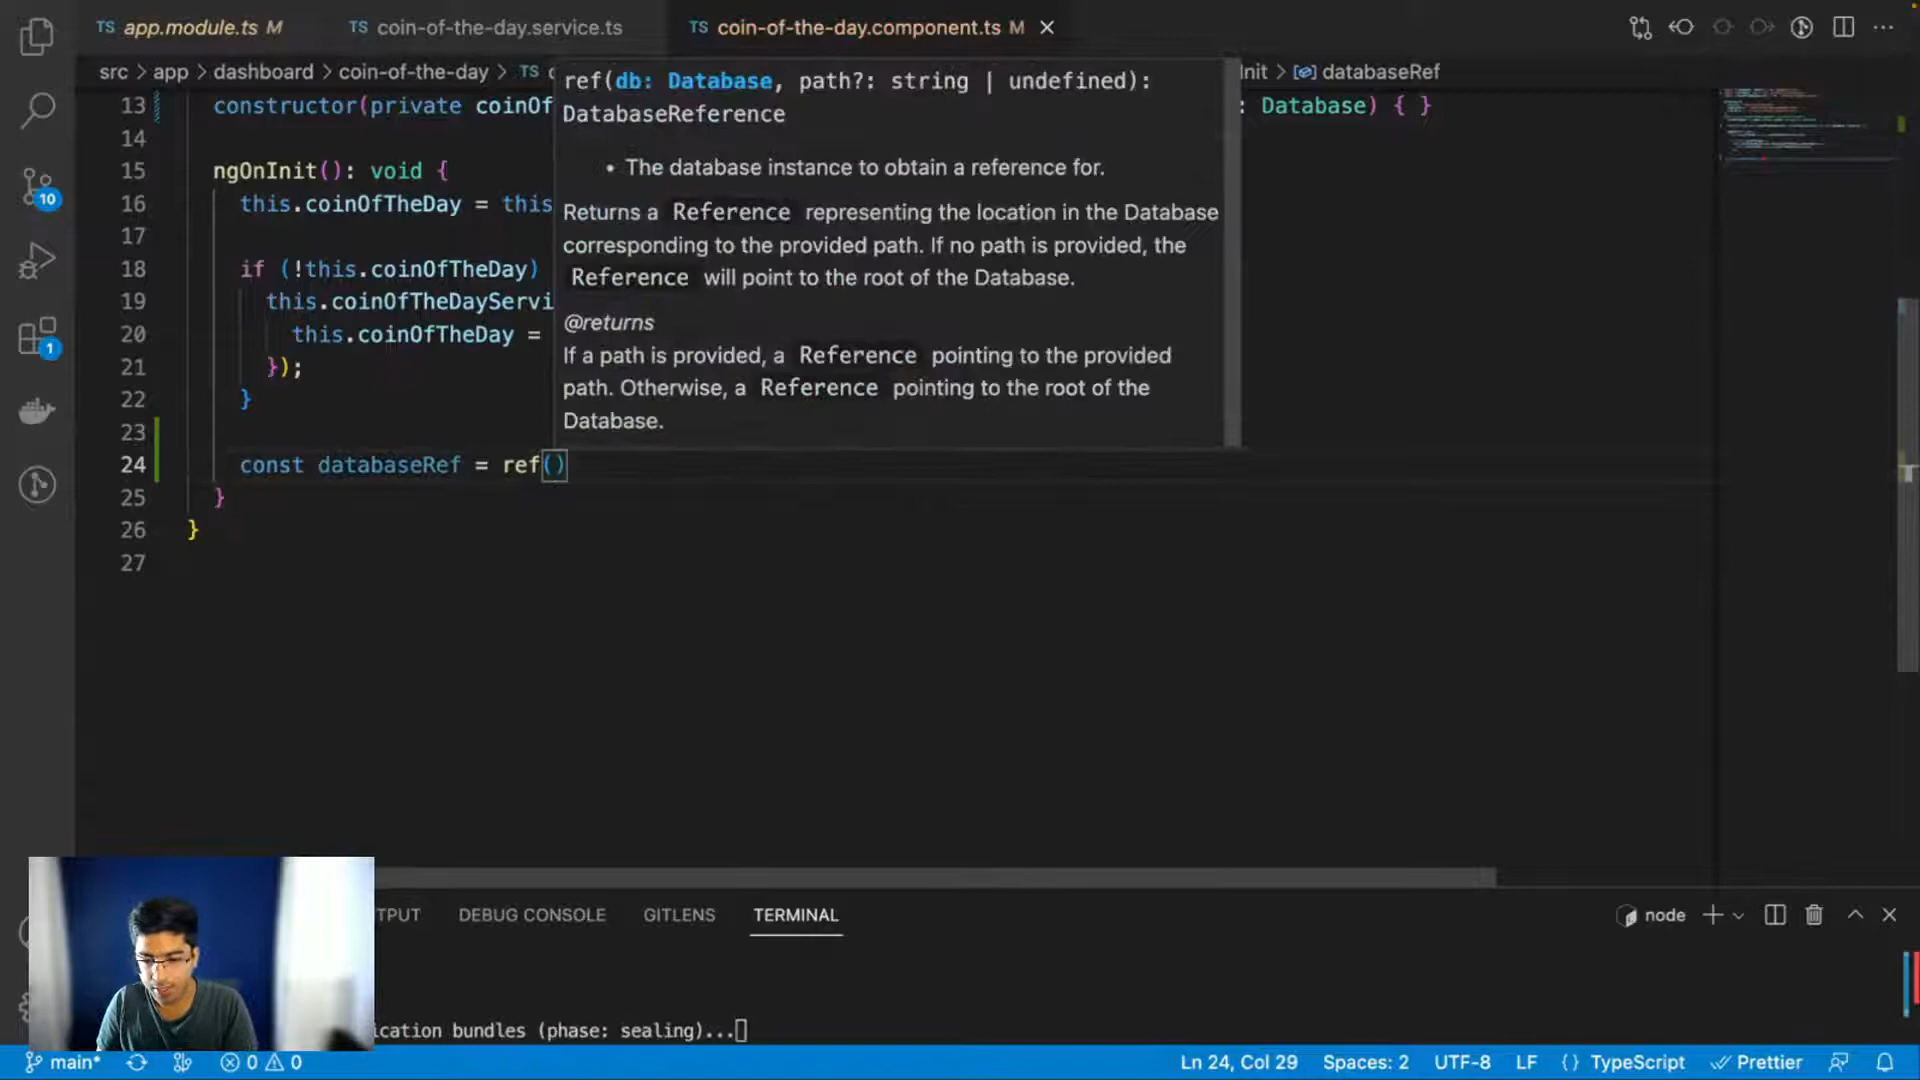 TS app.module.ts M
TS coin-of-the-day.service.ts
TS coin-of-the-day.component.ts M
src > app > dashboard > coin-of-the-day > TS
Init > databaseRef
ref(db: Database, path?: string | undefined):
DatabaseReference
• The database instance to obtain a reference for.
Returns a Reference representing the location in the Database
corresponding to the provided path. If no path is provided, the
Reference will point to the root of the Database.
@returns
If a path is provided, a Reference pointing to the provided
path. Otherwise, a Reference pointing to the root of the
Database.
13 constructor(private coinOf : Database) { }
14
15 ngOnInit(): void {
16 this.coinOfTheDay = this
17
18 if (!this.coinOfTheDay)
19 this.coinOfTheDayServi
20 this.coinOfTheDay =
21 });
22 }
23
24 const databaseRef = ref()
25 }
26 }
27
10
1
TPUT DEBUG CONSOLE GITLENS TERMINAL
node
ication bundles (phase: sealing)...
main* 0 0
Ln 24, Col 29 Spaces: 2 UTF-8 LF { } TypeScript Prettier